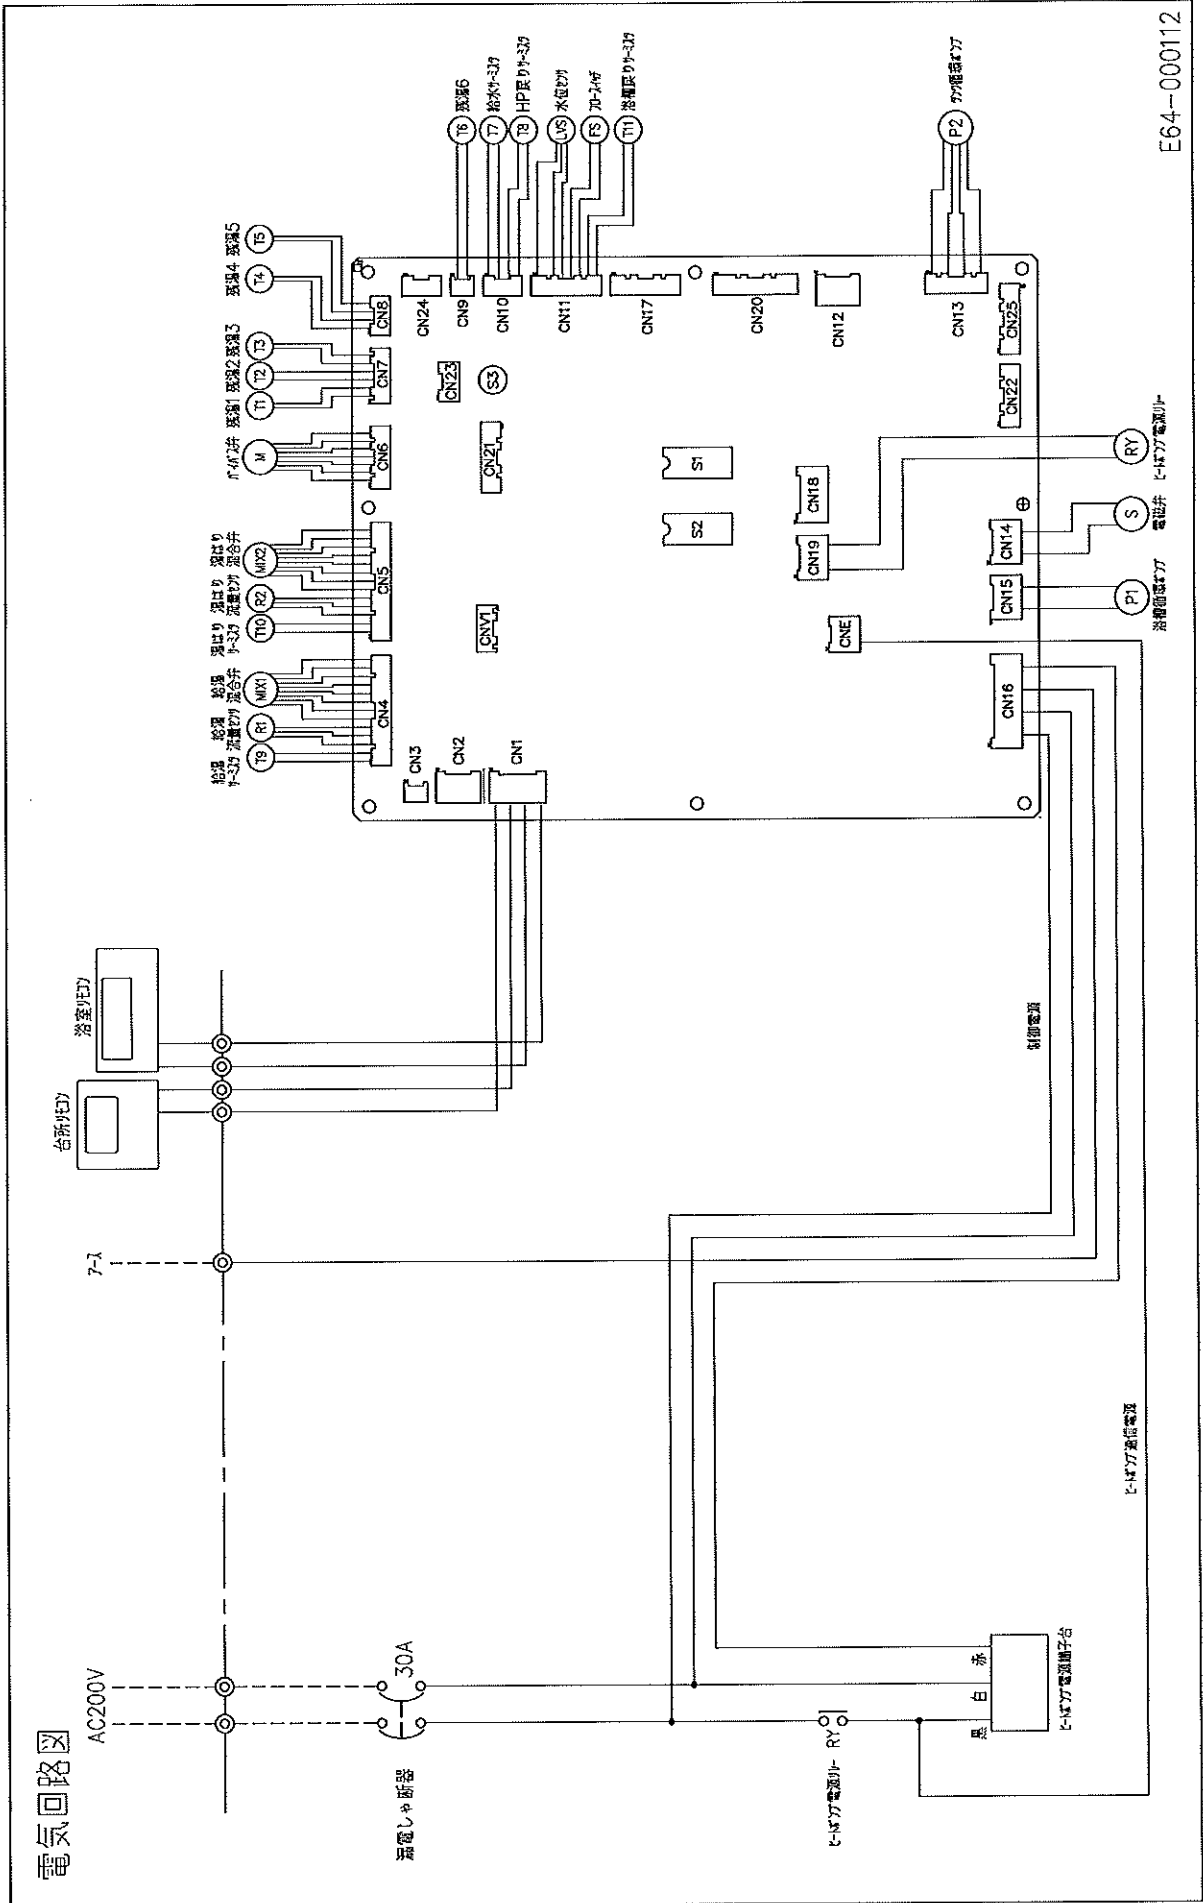 電気回路図
AC200V
アース
台所リモコン
浴室リモコン
漏電しゃ断器
30A
給湯サーミスタ
給湯流量センサ
給湯混合弁
湯はりサーミスタ
湯はり流量センサ
湯はり混合弁
バイパス弁
残湯1
残湯2
残湯3
残湯4
残湯5
T9
R1
MIX1
T10
R2
MIX2
M
T1
T2
T3
T4
T5
CN4
CN5
CN6
CN7
CN8
CN3
CN2
CN1
CNV1
CN21
CN23
S3
CN24
CN9
CN10
CN11
CN17
CN20
CN12
CN13
T6 残湯6
T7 給水サーミスタ
T8 HP戻りサーミスタ
LVS 水位センサ
FS フロースイッチ
T11 浴槽戻りサーミスタ
P2 タンク循環ポンプ
S2
S1
CNE
CN19
CN18
CN16
CN15
CN14
CN22
CN25
P1
浴槽循環ポンプ
S
電磁弁
RY
ヒートポンプ電源リレー
制御電源
ヒートポンプ通信電源
ヒートポンプ電源リレー RY
黒
白
赤
ヒートポンプ電源端子台
E64-000112